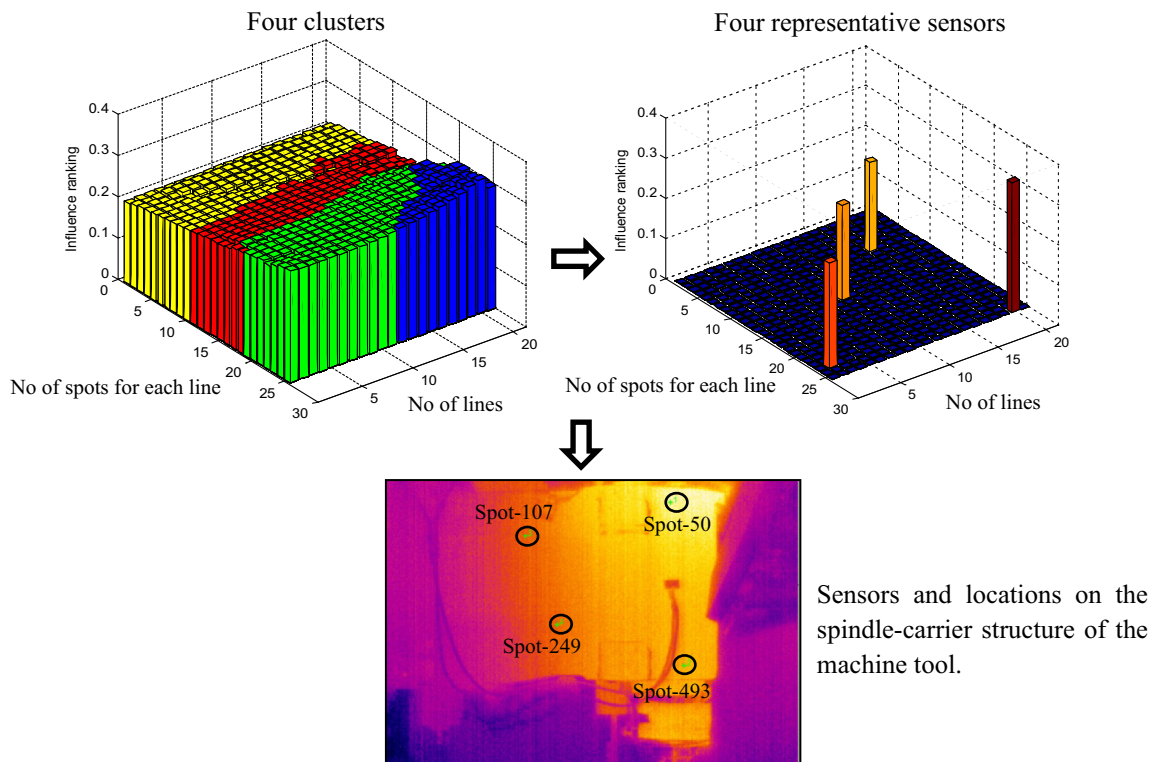 Four clusters
Four representative sensors
Influence ranking
0.4
0.3
0.2
0.1
0
0
5
10
15
20
25
30
5
10
15
20
No of spots for each line
No of lines
Influence ranking
0.4
0.3
0.2
0.1
0
0
5
10
15
20
25
30
5
10
15
20
No of spots for each line
No of lines
Spot-107
Spot-50
Spot-249
Spot-493
Sensors and locations on the
spindle-carrier structure of the
machine tool.